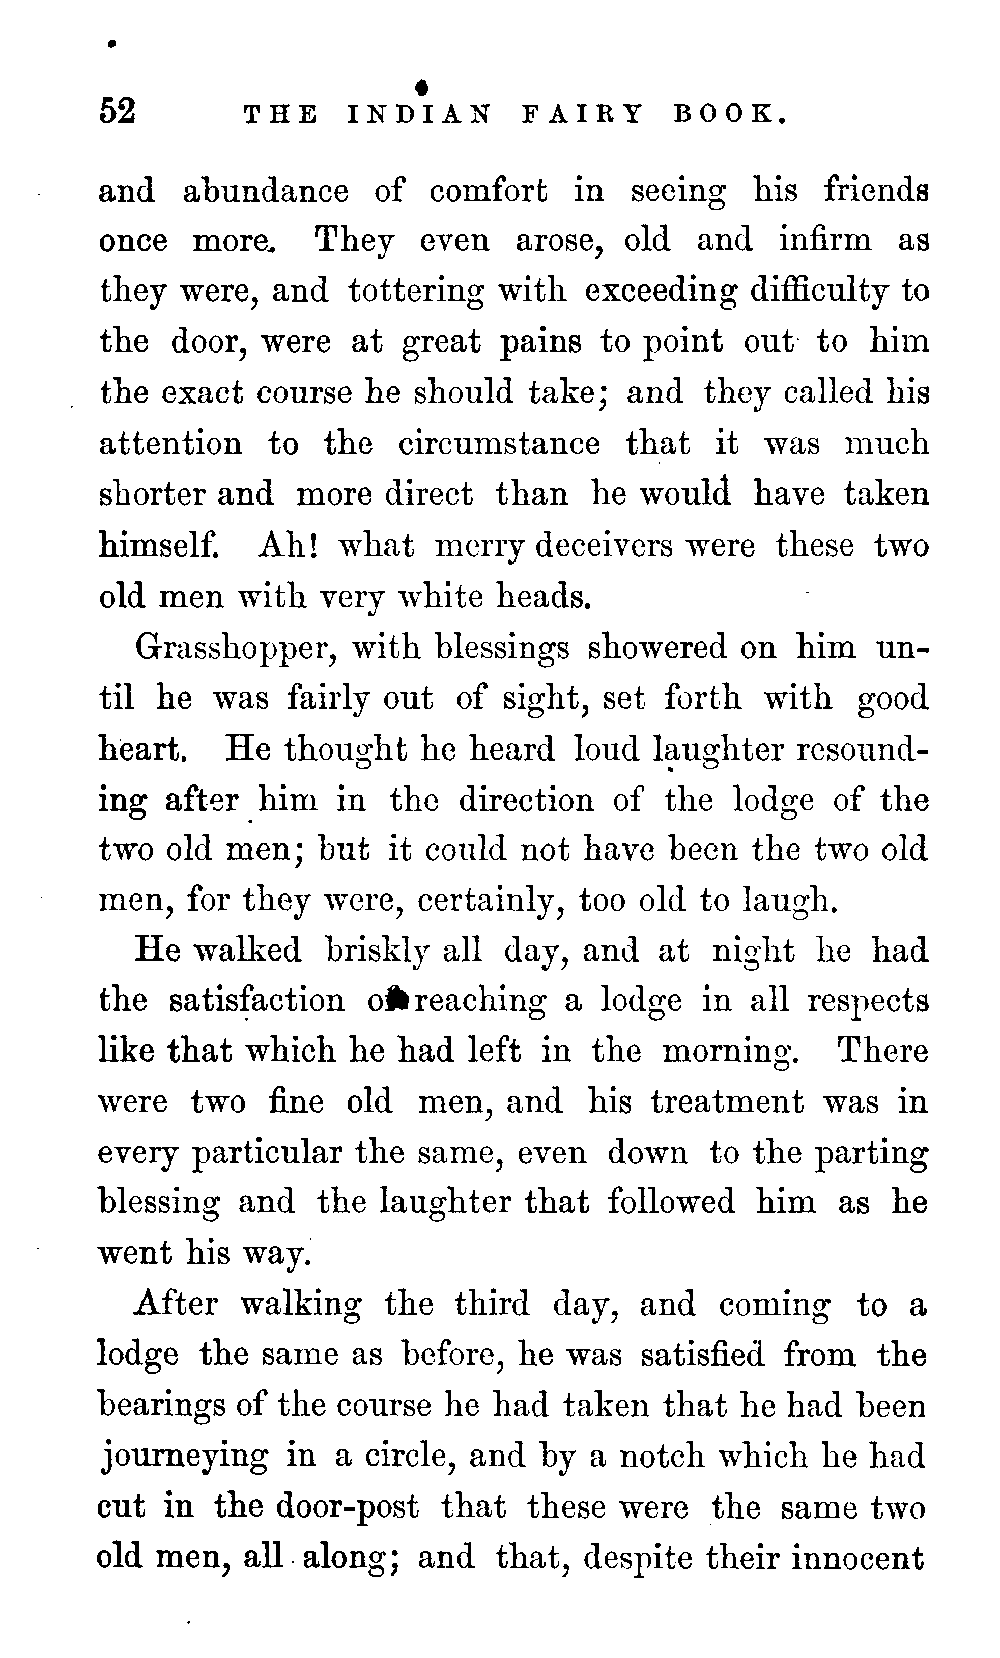 52 THE INDIAN FAIRY BOOK.
and abundance of comfort in seeing his friends
once more. They even arose, old and infirm as
they were, and tottering with exceeding difficulty to
the door, were at great pains to point out to him
the exact course he should take; and they called his
attention to the circumstance that it was much
shorter and more direct than he would have taken
himself. Ah! what merry deceivers were these two
old men with very white heads.
Grasshopper, with blessings showered on him un-
til he was fairly out of sight, set forth with good
heart. He thought he heard loud laughter resound-
ing after him in the direction of the lodge of the
two old men; but it could not have been the two old
men, for they were, certainly, too old to laugh.
He walked briskly all day, and at night he had
the satisfaction of reaching a lodge in all respects
like that which he had left in the morning. There
were two fine old men, and his treatment was in
every particular the same, even down to the parting
blessing and the laughter that followed him as he
went his way.
After walking the third day, and coming to a
lodge the same as before, he was satisfied from the
bearings of the course he had taken that he had been
journeying in a circle, and by a notch which he had
cut in the door-post that these were the same two
old men, all along; and that, despite their innocent